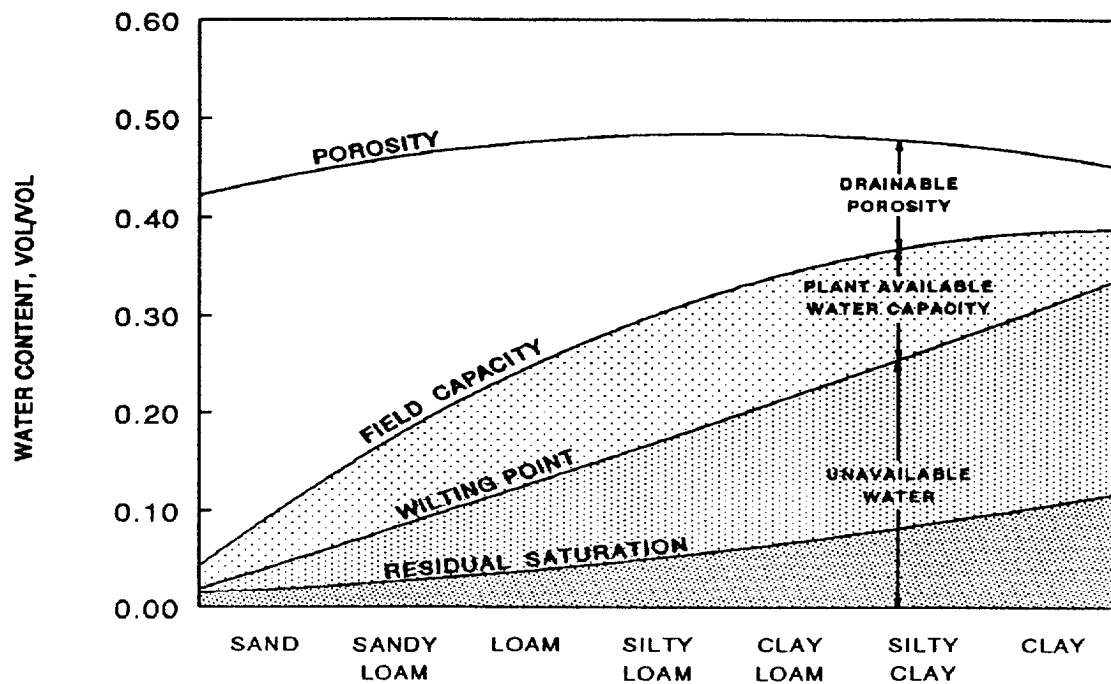 0.60
0.50
0.40
0.30
0.20
0.10
0.00
WATER CONTENT, VOL/VOL
POROSITY
DRAINABLE
POROSITY
FIELD CAPACITY
PLANT AVAILABLE
WATER CAPACITY
WILTING POINT
UNAVAILABLE
WATER
RESIDUAL SATURATION
SAND
SANDY
LOAM
LOAM
SILTY
LOAM
CLAY
LOAM
SILTY
CLAY
CLAY